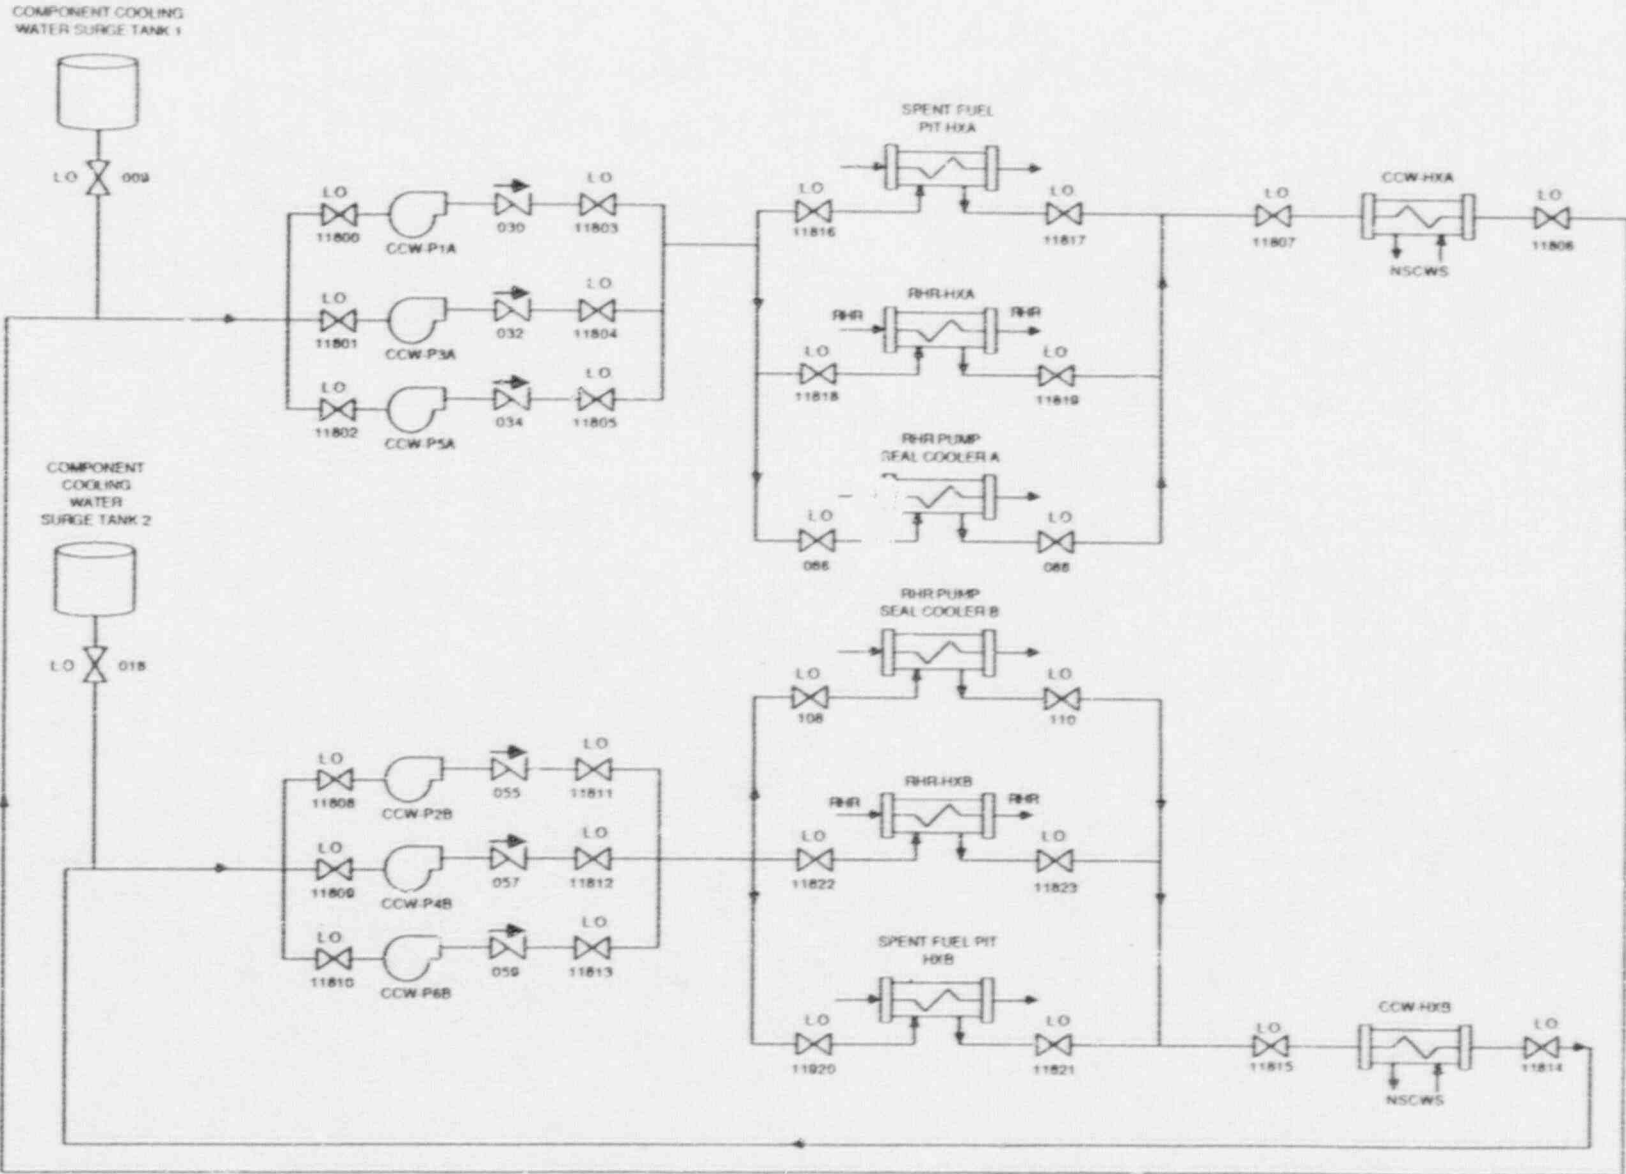 COMPONENT COOLING
WATER SURGE TANK 1
LO 009
SPENT FUEL
PIT HXA
LO LO
11800 CCW-P1A 030 11803
LO LO
11816 11817
LO CCW-HXA LO
11807 NSCWS 11806
LO LO
11801 CCW-P3A 032 11804
RHR-HXA
RHR RHR
LO LO
11818 11819
LO LO
11802 CCW-P5A 034 11805
RHR PUMP
SEAL COOLER A
LO LO
086 088
COMPONENT
COOLING
WATER
SURGE TANK 2
LO 018
RHR PUMP
SEAL COOLER B
LO LO
108 110
LO LO
11808 CCW-P2B 055 11811
RHR-HXB
RHR RHR
LO LO
11822 11823
LO LO
11809 CCW-P4B 057 11812
LO LO
11810 CCW-P6B 059 11813
SPENT FUEL PIT
HXB
LO LO
11820 11821
LO CCW-HXB LO
11815 NSCWS 11814